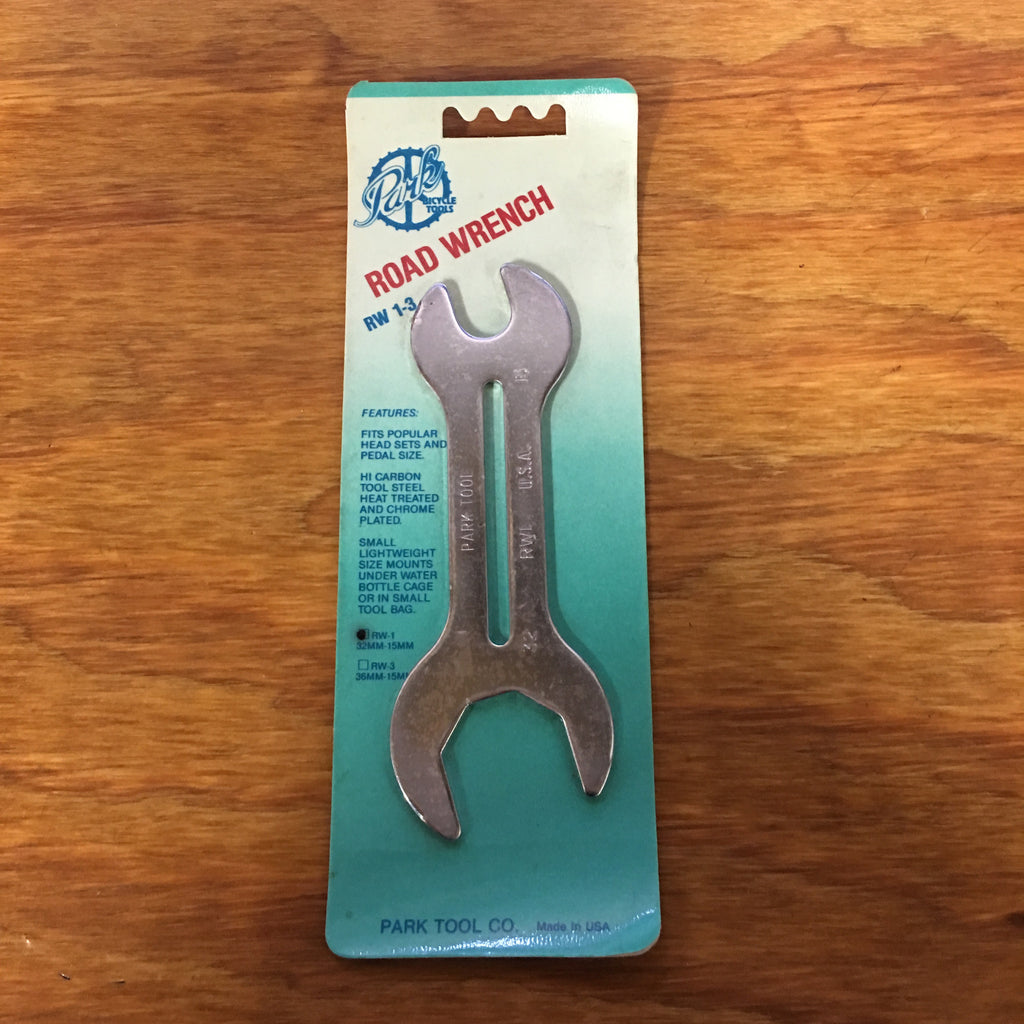 Park
BICYCLE
TOOLS
ROAD WRENCH
RW 1-3
FEATURES:
FITS POPULAR
HEAD SETS AND
PEDAL SIZE.
HI CARBON
TOOL STEEL
HEAT TREATED
AND CHROME
PLATED.
SMALL
LIGHTWEIGHT
SIZE MOUNTS
UNDER WATER
BOTTLE CAGE
OR IN SMALL
TOOL BAG.
RW-1
32MM-15MM
RW-3
36MM-15MM
PARK TOOL
32 RW1 U.S.A.
PARK TOOL CO. Made In USA